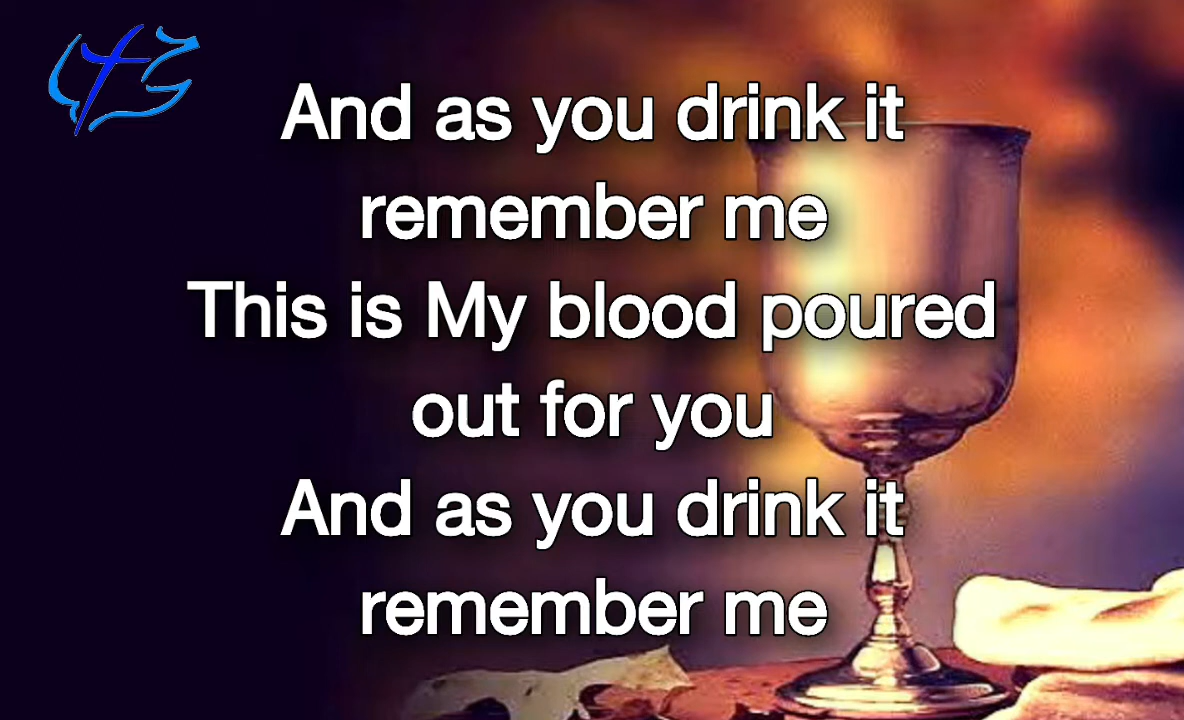 And as you drink it
remember me
This is My blood poured
out for you
And as you drink it
remember me